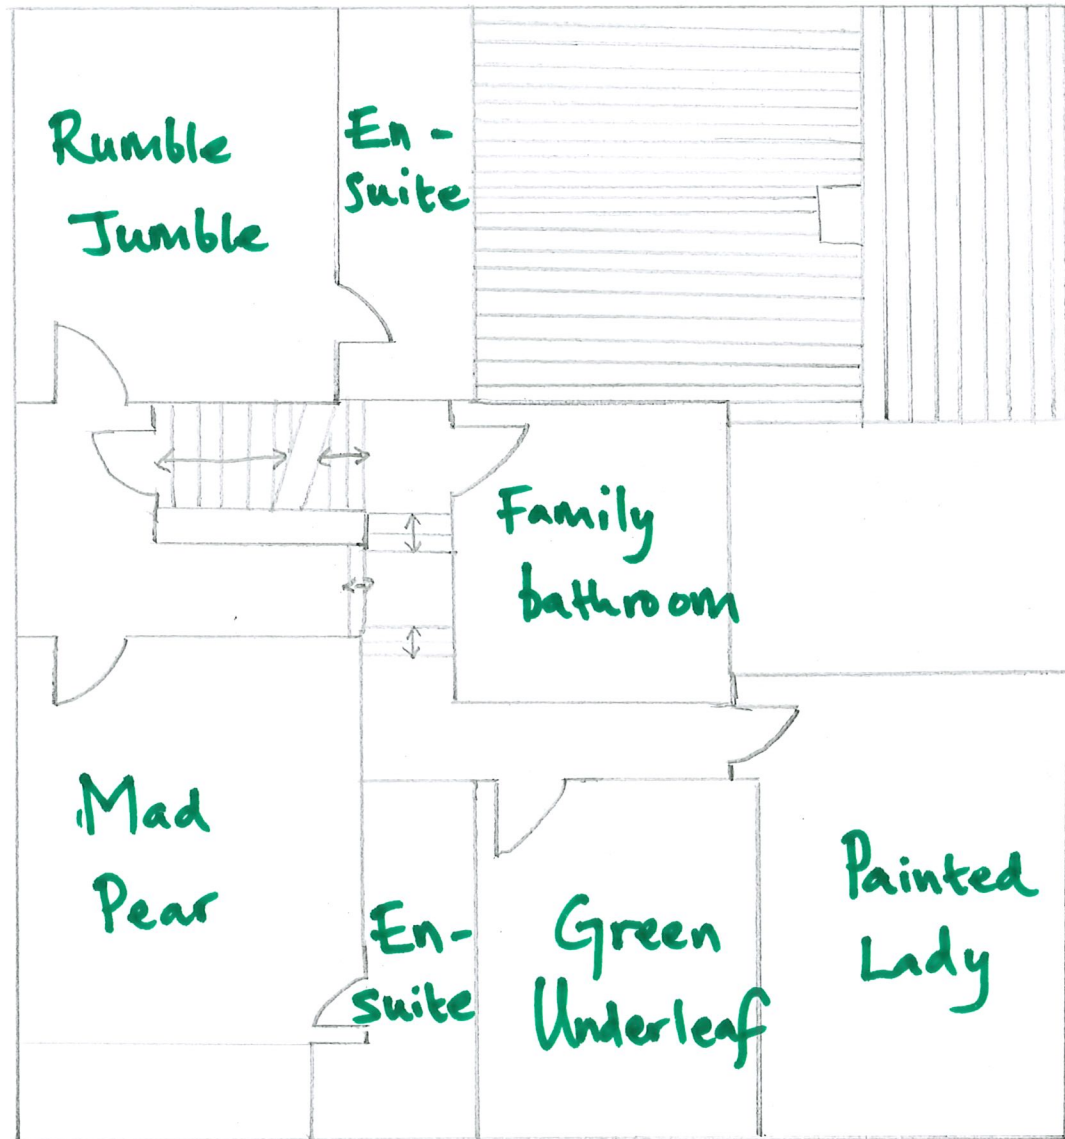 Rumble
Jumble
En-
suite
Family
bathroom
Mad
Pear
En-
suite
Green
Underleaf
Painted
Lady